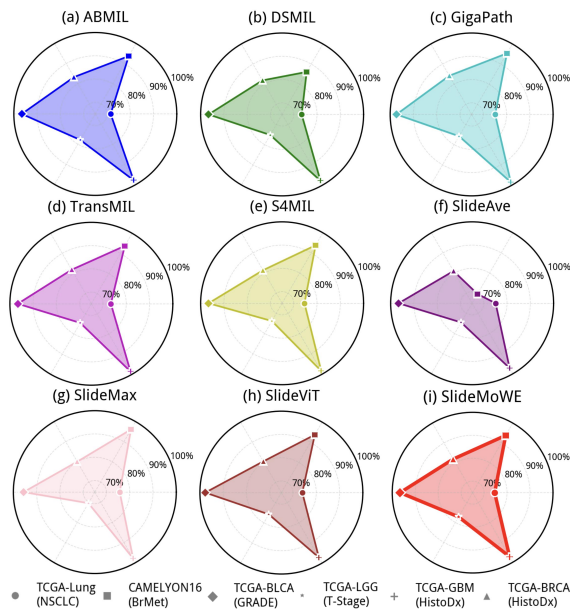 (a) ABMIL
(b) DSMIL
(c) GigaPath
70% 80% 90% 100%
70% 80% 90% 100%
70% 80% 90% 100%
(d) TransMIL
(e) S4MIL
(f) SlideAve
70% 80% 90% 100%
70% 80% 90% 100%
70% 80% 90% 100%
(g) SlideMax
(h) SlideViT
(i) SlideMoWE
70% 80% 90% 100%
70% 80% 90% 100%
70% 80% 90% 100%
TCGA-Lung
(NSCLC)
CAMELYON16
(BrMet)
TCGA-BLCA
(GRADE)
TCGA-LGG
(T-Stage)
TCGA-GBM
(HistoDx)
TCGA-BRCA
(HistoDx)